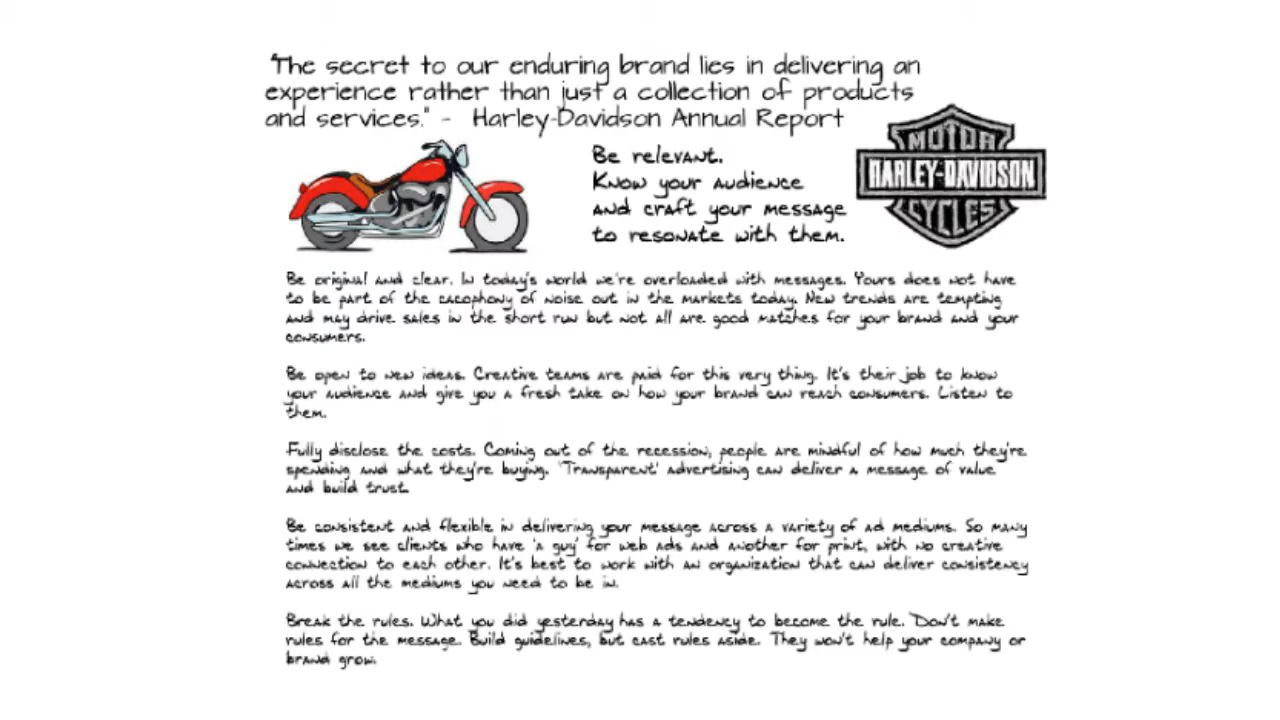 "The secret to our enduring brand lies in delivering an
experience rather than just a collection of products
and services." - Harley-Davidson Annual Report
MOTOR
HARLEY-DAVIDSON
CYCLES
Be relevant.
Know your audience
and craft your message
to resonate with them.
Be original and clear. In today's world we're overloaded with messages. Yours does not have
to be part of the cacophony of noise out in the markets today. New trends are tempting
and may drive sales in the short run but not all are good matches for your brand and your
consumers.
Be open to new ideas. Creative teams are paid for this very thing. It's their job to know
your audience and give you a fresh take on how your brand can reach consumers. Listen to
them.
Fully disclose the costs. Coming out of the recession, people are mindful of how much they're
spending and what they're buying. 'Transparent' advertising can deliver a message of value
and build trust.
Be consistent and flexible in delivering your message across a variety of ad mediums. So many
times we see clients who have 'a guy' for web ads and another for print, with no creative
connection to each other. It's best to work with an organization that can deliver consistency
across all the mediums you need to be in.
Break the rules. What you did yesterday has a tendency to become the rule. Don't make
rules for the message. Build guidelines, but cast rules aside. They won't help your company or
brand grow.